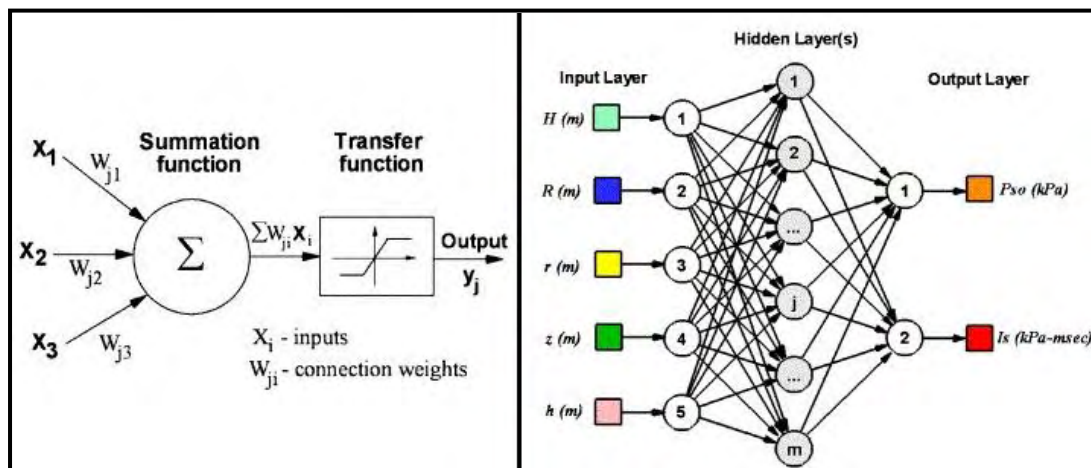 Summation
function
Transfer
function
X1
Wj1
X2
Wj2
X3
Wj3
Σ
ΣWjiXi
Output
yj
Xi - inputs
Wji - connection weights
Hidden Layer(s)
Input Layer
Output Layer
H (m)
R (m)
r (m)
z (m)
h (m)
1
2
3
4
5
1
2
...
j
...
m
1
2
Pso (kPa)
Is (kPa-msec)